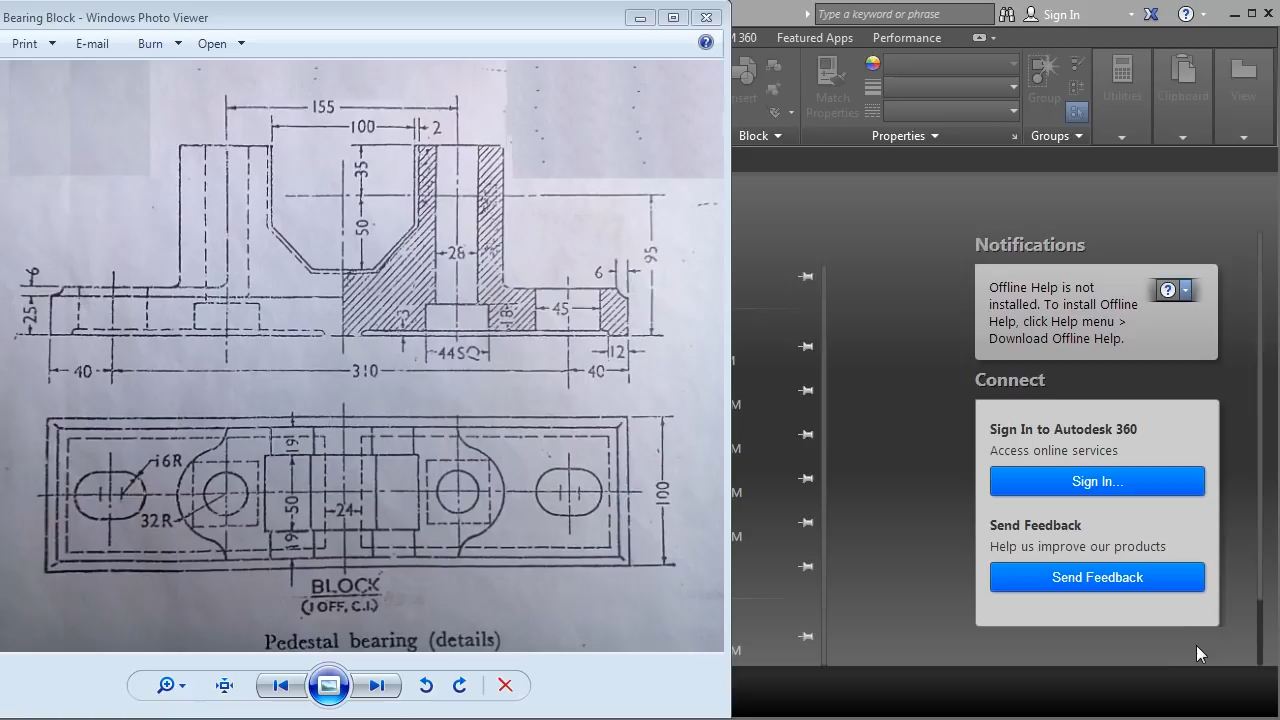 Bearing Block - Windows Photo Viewer
Print E-mail Burn Open
155
100
2
35
50
28
95
6
6
25
3
18
45
44SQ
12
40
310
40
16R
32R
19
50
19
24
100
BLOCK
(1 OFF, C.I.)
Pedestal bearing (details)
Type a keyword or phrase
Sign In
M 360 Featured Apps Performance
Insert
Match
Properties
Group
Utilities
Clipboard
View
Block
Properties
Groups
Notifications
Offline Help is not
installed. To install Offline
Help, click Help menu >
Download Offline Help.
Connect
Sign In to Autodesk 360
Access online services
Sign In...
Send Feedback
Help us improve our products
Send Feedback
M
M
M
M
M